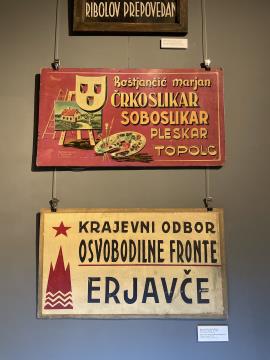 RIBOLOV PREPOVEDAN
Boštjančič marjan
ČRKOSLIKAR
SOBOSLIKAR
PLESKAR
TOPOLC
KRAJEVNI ODBOR
OSVOBODILNE FRONTE
ERJAVČE